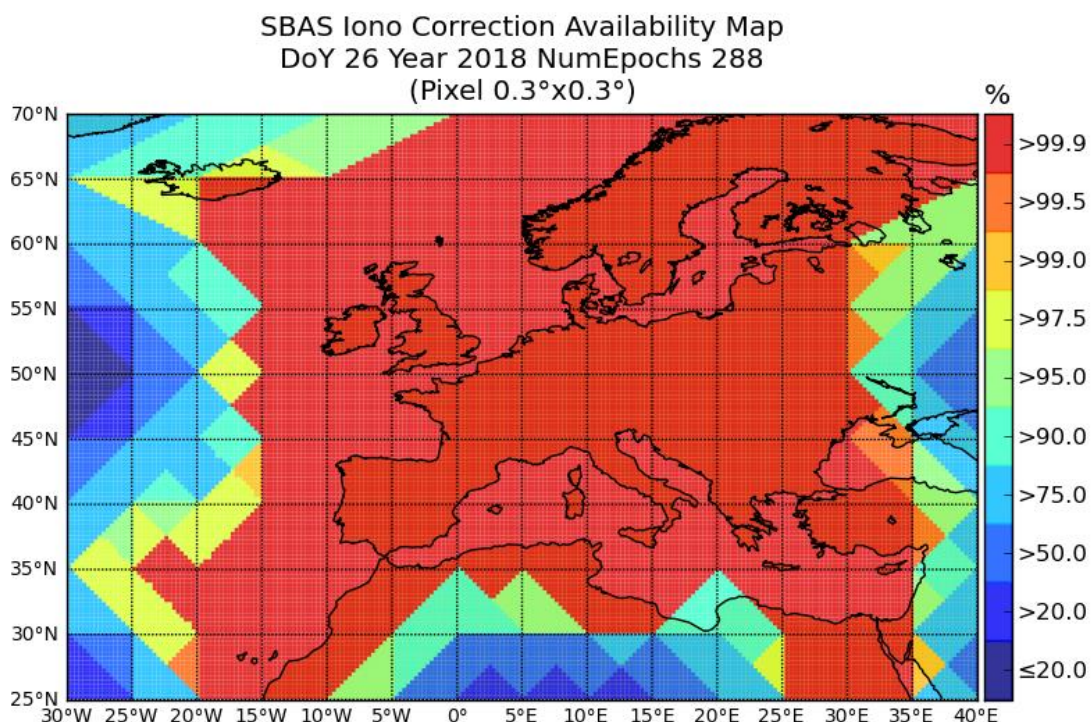 SBAS Iono Correction Availability Map
DoY 26 Year 2018 NumEpochs 288
(Pixel 0.3°x0.3°)
%
70°N
65°N
60°N
55°N
50°N
45°N
40°N
35°N
30°N
25°N
30°W 25°W 20°W 15°W 10°W 5°W 0° 5°E 10°E 15°E 20°E 25°E 30°E 35°E 40°E
>99.9
>99.5
>99.0
>97.5
>95.0
>90.0
>75.0
>50.0
>20.0
≤20.0